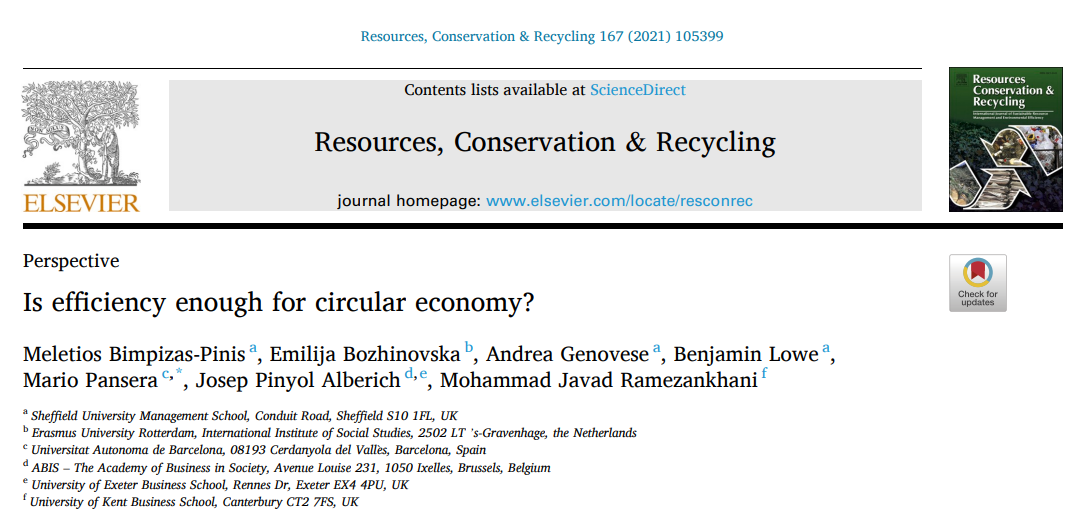 Resources, Conservation & Recycling 167 (2021) 105399
Contents lists available at ScienceDirect
Resources, Conservation & Recycling
journal homepage: www.elsevier.com/locate/resconrec
ELSEVIER
Resources
Conservation &
Recycling
Perspective
Is efficiency enough for circular economy?
Check for
updates
Meletios Bimpizas-Pinis a, Emilija Bozhinovska b, Andrea Genovese a, Benjamin Lowe a,
Mario Pansera c,*, Josep Pinyol Alberich d,e, Mohammad Javad Ramezankhani f
a Sheffield University Management School, Conduit Road, Sheffield S10 1FL, UK
b Erasmus University Rotterdam, International Institute of Social Studies, 2502 LT 's-Gravenhage, the Netherlands
c Universitat Autonoma de Barcelona, 08193 Cerdanyola del Vallès, Barcelona, Spain
d ABIS – The Academy of Business in Society, Avenue Louise 231, 1050 Ixelles, Brussels, Belgium
e University of Exeter Business School, Rennes Dr, Exeter EX4 4PU, UK
f University of Kent Business School, Canterbury CT2 7FS, UK